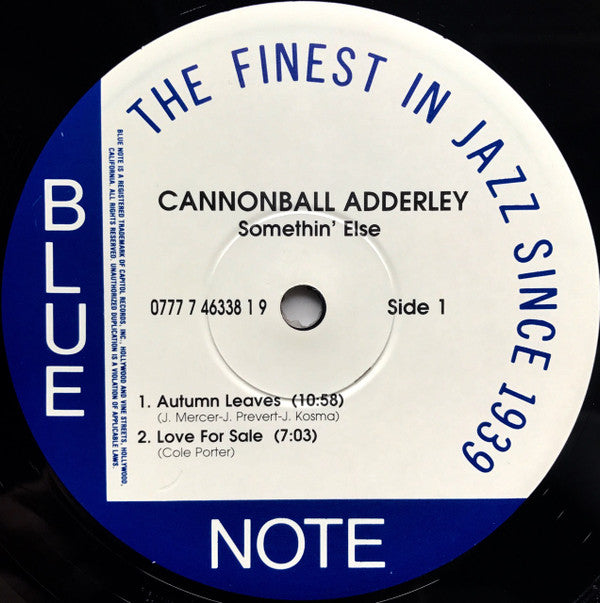 THE FINEST IN JAZZ SINCE 1939
BLUE
BLUE NOTE IS A REGISTERED TRADEMARK OF CAPITOL RECORDS, INC., HOLLYWOOD AND VINE STREETS, HOLLYWOOD,
CALIFORNIA. ALL RIGHTS RESERVED. UNAUTHORIZED DUPLICATION IS A VIOLATION OF APPLICABLE LAWS.
CANNONBALL ADDERLEY
Somethin' Else
0777 7 46338 1 9 Side 1
1. Autumn Leaves (10:58)
(J. Mercer-J. Prevert-J. Kosma)
2. Love For Sale (7:03)
(Cole Porter)
NOTE